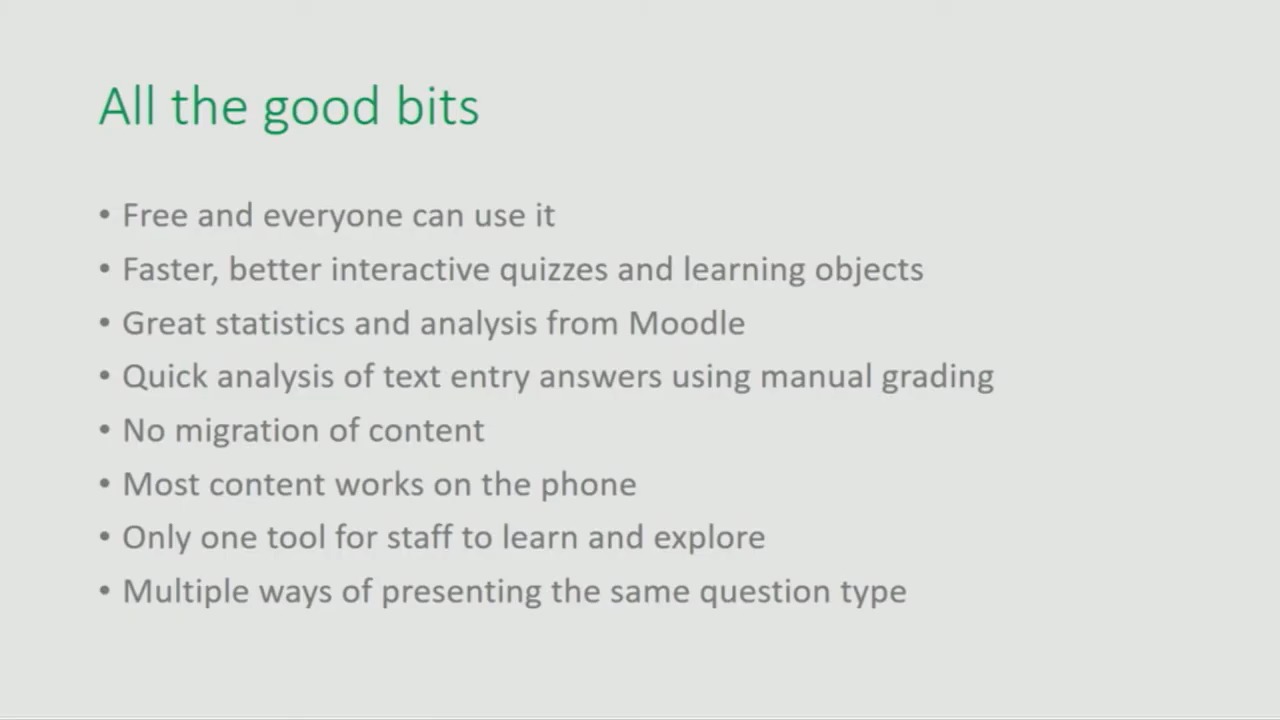 All the good bits
• Free and everyone can use it
• Faster, better interactive quizzes and learning objects
• Great statistics and analysis from Moodle
• Quick analysis of text entry answers using manual grading
• No migration of content
• Most content works on the phone
• Only one tool for staff to learn and explore
• Multiple ways of presenting the same question type